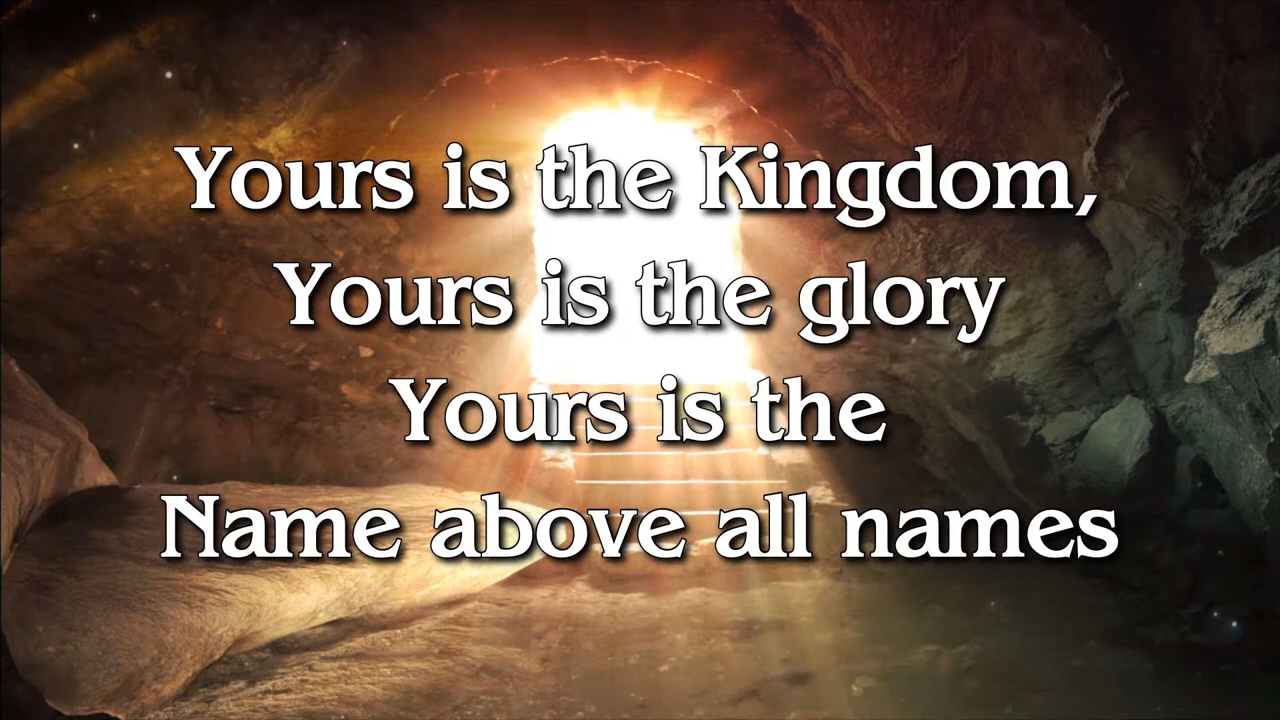 Yours is the Kingdom,
Yours is the glory
Yours is the
Name above all names